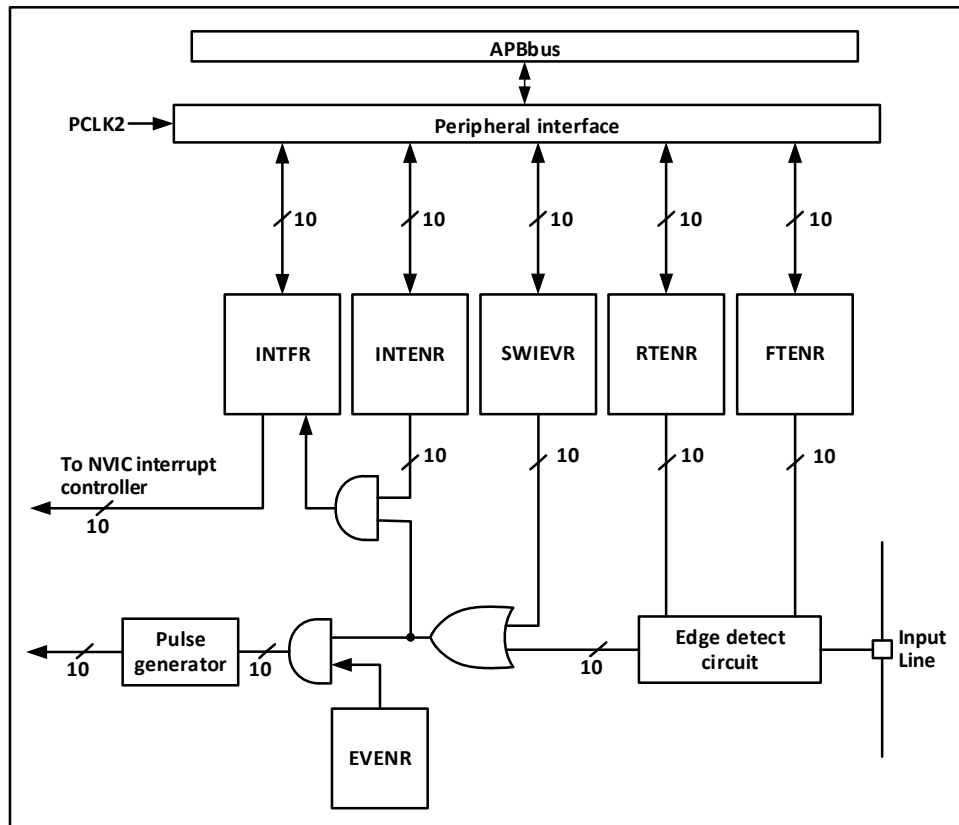 APBbus
PCLK2
Peripheral interface
10
10
10
10
10
INTFR
INTENR
SWIEVR
RTENR
FTENR
To NVIC interrupt
controller
10
10
10
10
10
Pulse
generator
10
10
10
Edge detect
circuit
Input
Line
EVENR